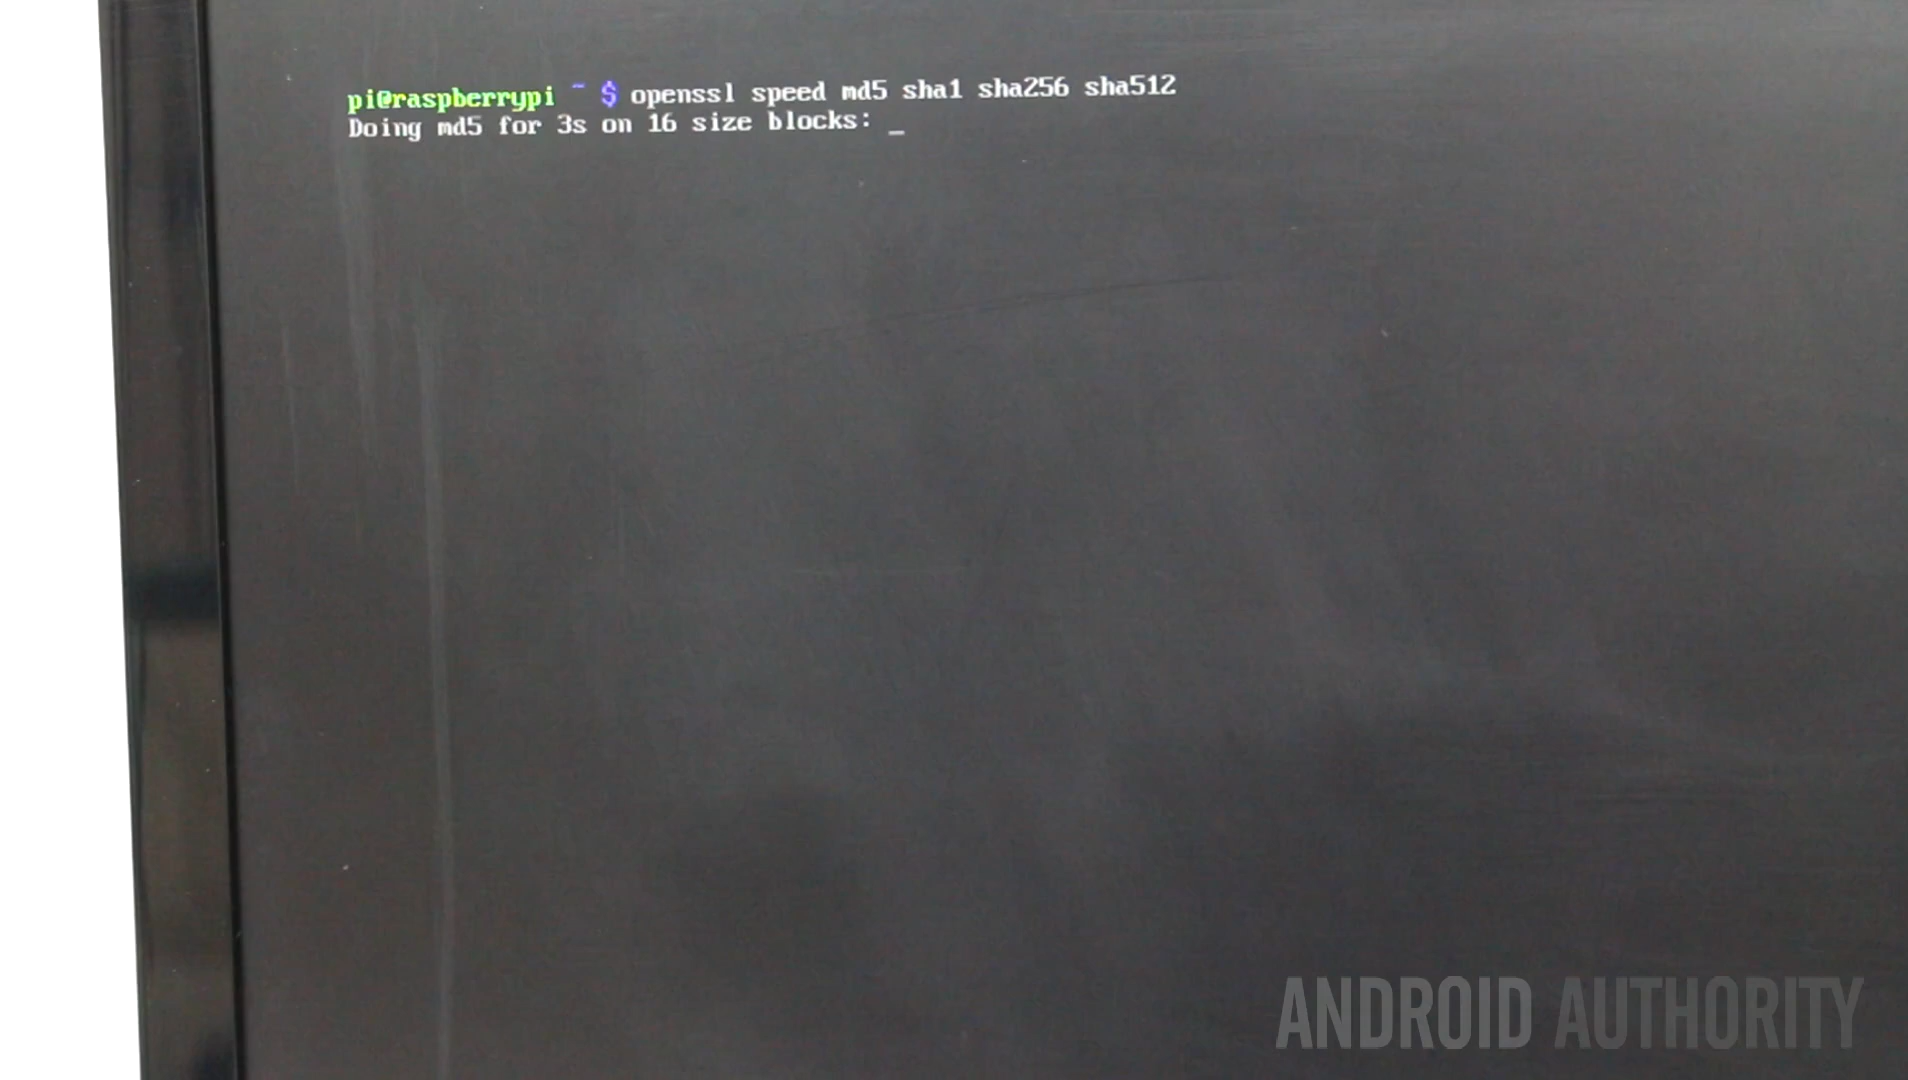 pi@raspberrypi ~ $ openssl speed md5 sha1 sha256 sha512
Doing md5 for 3s on 16 size blocks: _
ANDROID AUTHORITY